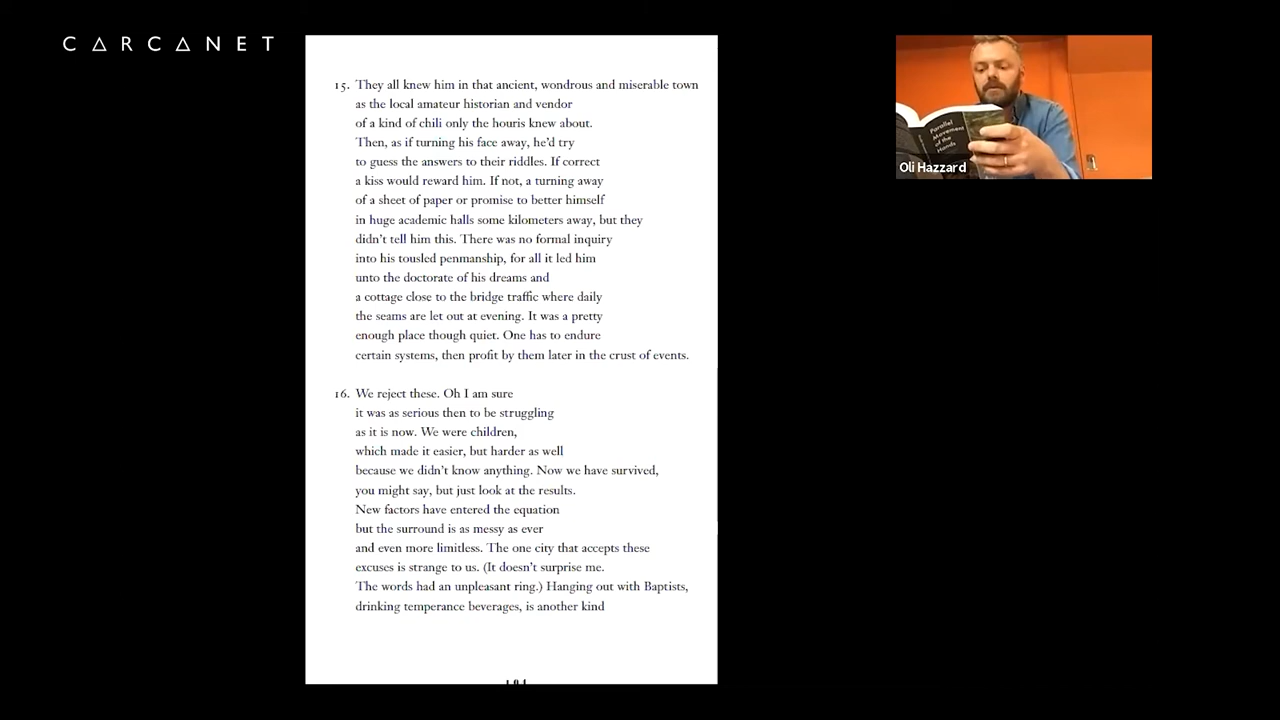 CARCANET
15. They all knew him in that ancient, wondrous and miserable town
as the local amateur historian and vendor
of a kind of chili only the houris knew about.
Then, as if turning his face away, he'd try
to guess the answers to their riddles. If correct
a kiss would reward him. If not, a turning away
of a sheet of paper or promise to better himself
in huge academic halls some kilometers away, but they
didn't tell him this. There was no formal inquiry
into his tousled penmanship, for all it led him
unto the doctorate of his dreams and
a cottage close to the bridge traffic where daily
the seams are let out at evening. It was a pretty
enough place though quiet. One has to endure
certain systems, then profit by them later in the crust of events.
16. We reject these. Oh I am sure
it was as serious then to be struggling
as it is now. We were children,
which made it easier, but harder as well
because we didn't know anything. Now we have survived,
you might say, but just look at the results.
New factors have entered the equation
but the surround is as messy as ever
and even more limitless. The one city that accepts these
excuses is strange to us. (It doesn't surprise me.
The words had an unpleasant ring.) Hanging out with Baptists,
drinking temperance beverages, is another kind
Parallel
Movement
of the
Hands
Oli Hazzard